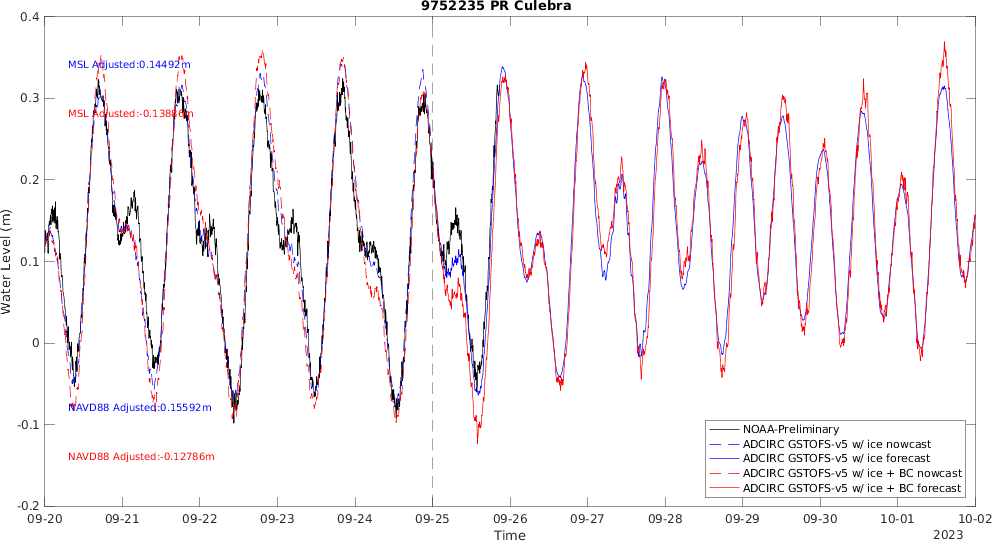 9752235 PR Culebra
0.4
0.3
0.2
0.1
0
-0.1
-0.2
Water Level (m)
MSL Adjusted:0.14492m
MSL Adjusted:-0.13886m
NAVD88 Adjusted:0.15592m
NAVD88 Adjusted:-0.12786m
NOAA-Preliminary
ADCIRC GSTOFS-v5 w/ ice nowcast
ADCIRC GSTOFS-v5 w/ ice forecast
ADCIRC GSTOFS-v5 w/ ice + BC nowcast
ADCIRC GSTOFS-v5 w/ ice + BC forecast
09-20 09-21 09-22 09-23 09-24 09-25 09-26 09-27 09-28 09-29 09-30 10-01 10-02
Time
2023